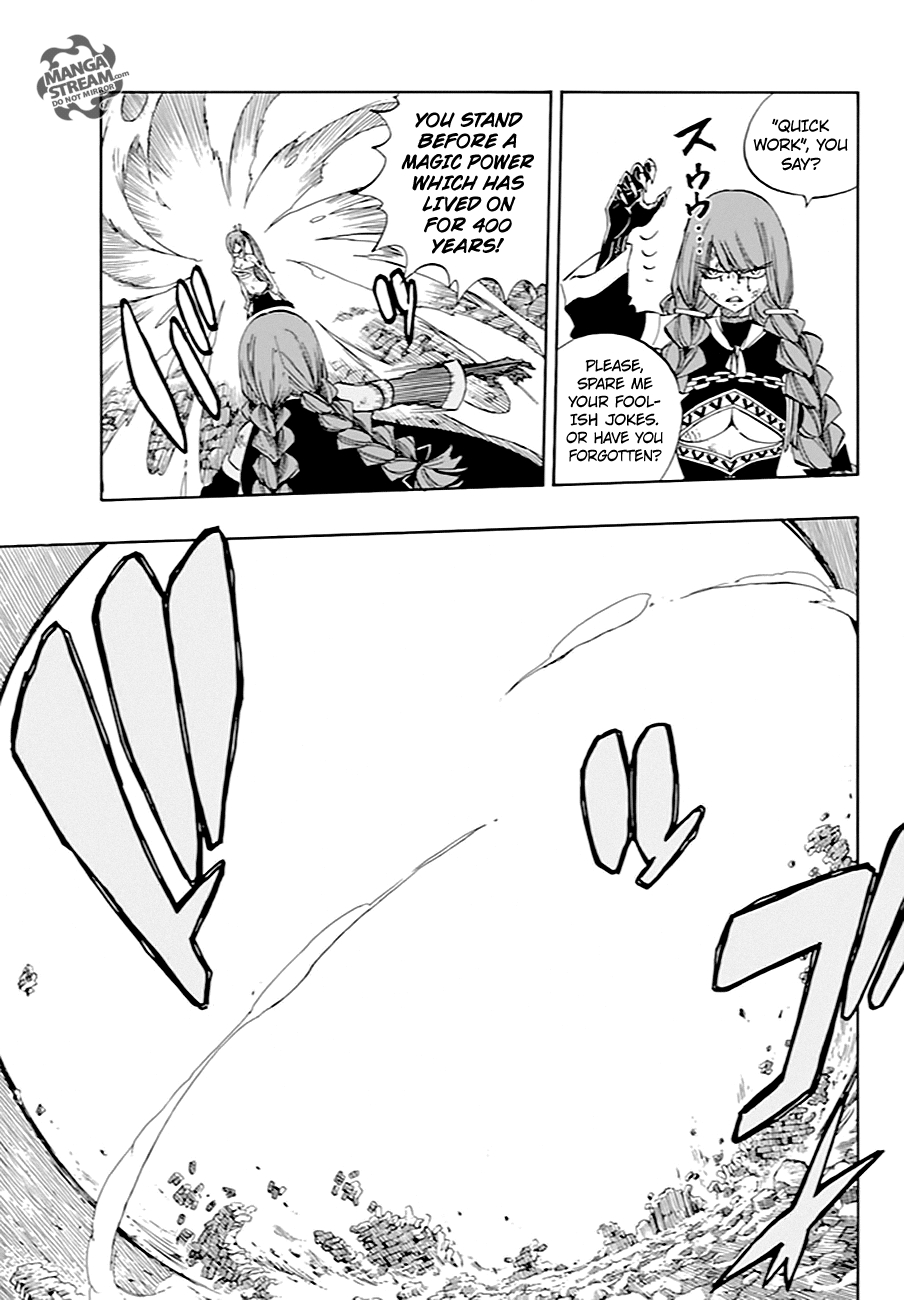 MANGA
STREAM.com
DO NOT MIRROR
"QUICK
WORK", YOU
SAY?
スゥゥ……
PLEASE,
SPARE ME
YOUR FOOL-
ISH JOKES.
OR HAVE YOU
FORGOTTEN?
YOU STAND
BEFORE A
MAGIC POWER
WHICH HAS
LIVED ON
FOR 400
YEARS!